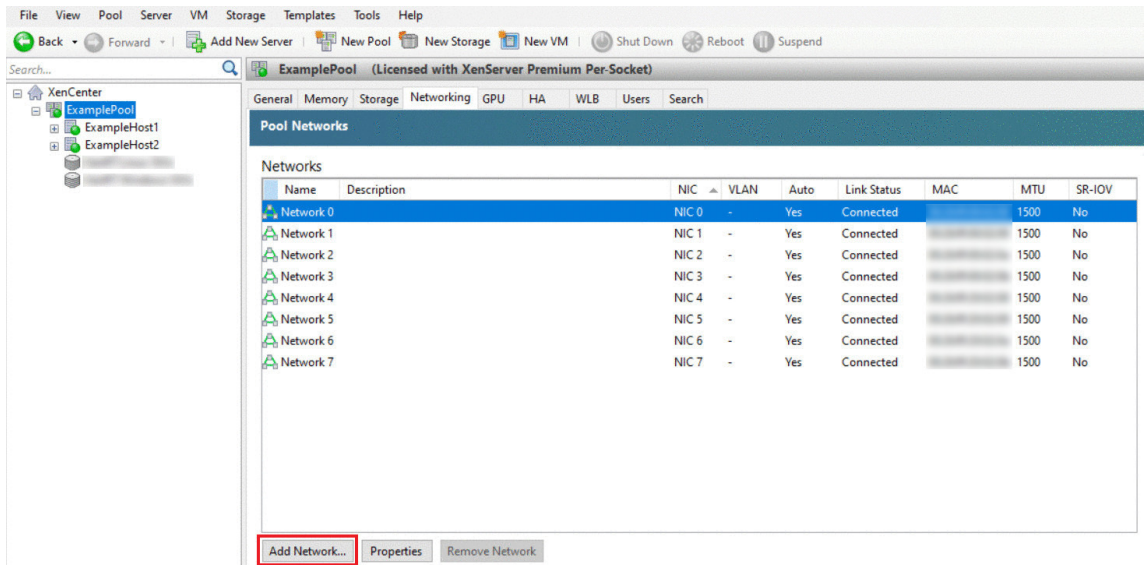 File View Pool Server VM Storage Templates Tools Help
Back Forward Add New Server New Pool New Storage New VM Shut Down Reboot Suspend
Search...
ExamplePool (Licensed with XenServer Premium Per-Socket)
XenCenter
ExamplePool
ExampleHost1
ExampleHost2
General Memory Storage Networking GPU HA WLB Users Search
Pool Networks
Networks
Name Description NIC VLAN Auto Link Status MAC MTU SR-IOV
Network 0 NIC 0 - Yes Connected 1500 No
Network 1 NIC 1 - Yes Connected 1500 No
Network 2 NIC 2 - Yes Connected 1500 No
Network 3 NIC 3 - Yes Connected 1500 No
Network 4 NIC 4 - Yes Connected 1500 No
Network 5 NIC 5 - Yes Connected 1500 No
Network 6 NIC 6 - Yes Connected 1500 No
Network 7 NIC 7 - Yes Connected 1500 No
Add Network... Properties Remove Network